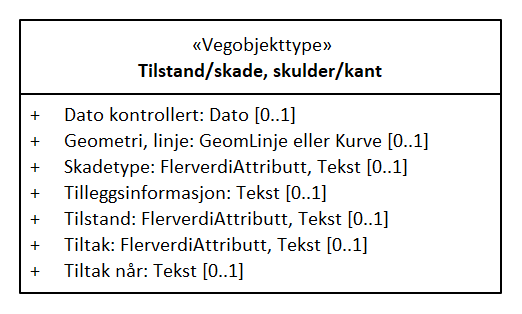 «Vegobjekttype»
Tilstand/skade, skulder/kant
+ Dato kontrollert: Dato [0..1]
+ Geometri, linje: GeomLinje eller Kurve [0..1]
+ Skadetype: FlerverdiAttributt, Tekst [0..1]
+ Tilleggsinformasjon: Tekst [0..1]
+ Tilstand: FlerverdiAttributt, Tekst [0..1]
+ Tiltak: FlerverdiAttributt, Tekst [0..1]
+ Tiltak når: Tekst [0..1]